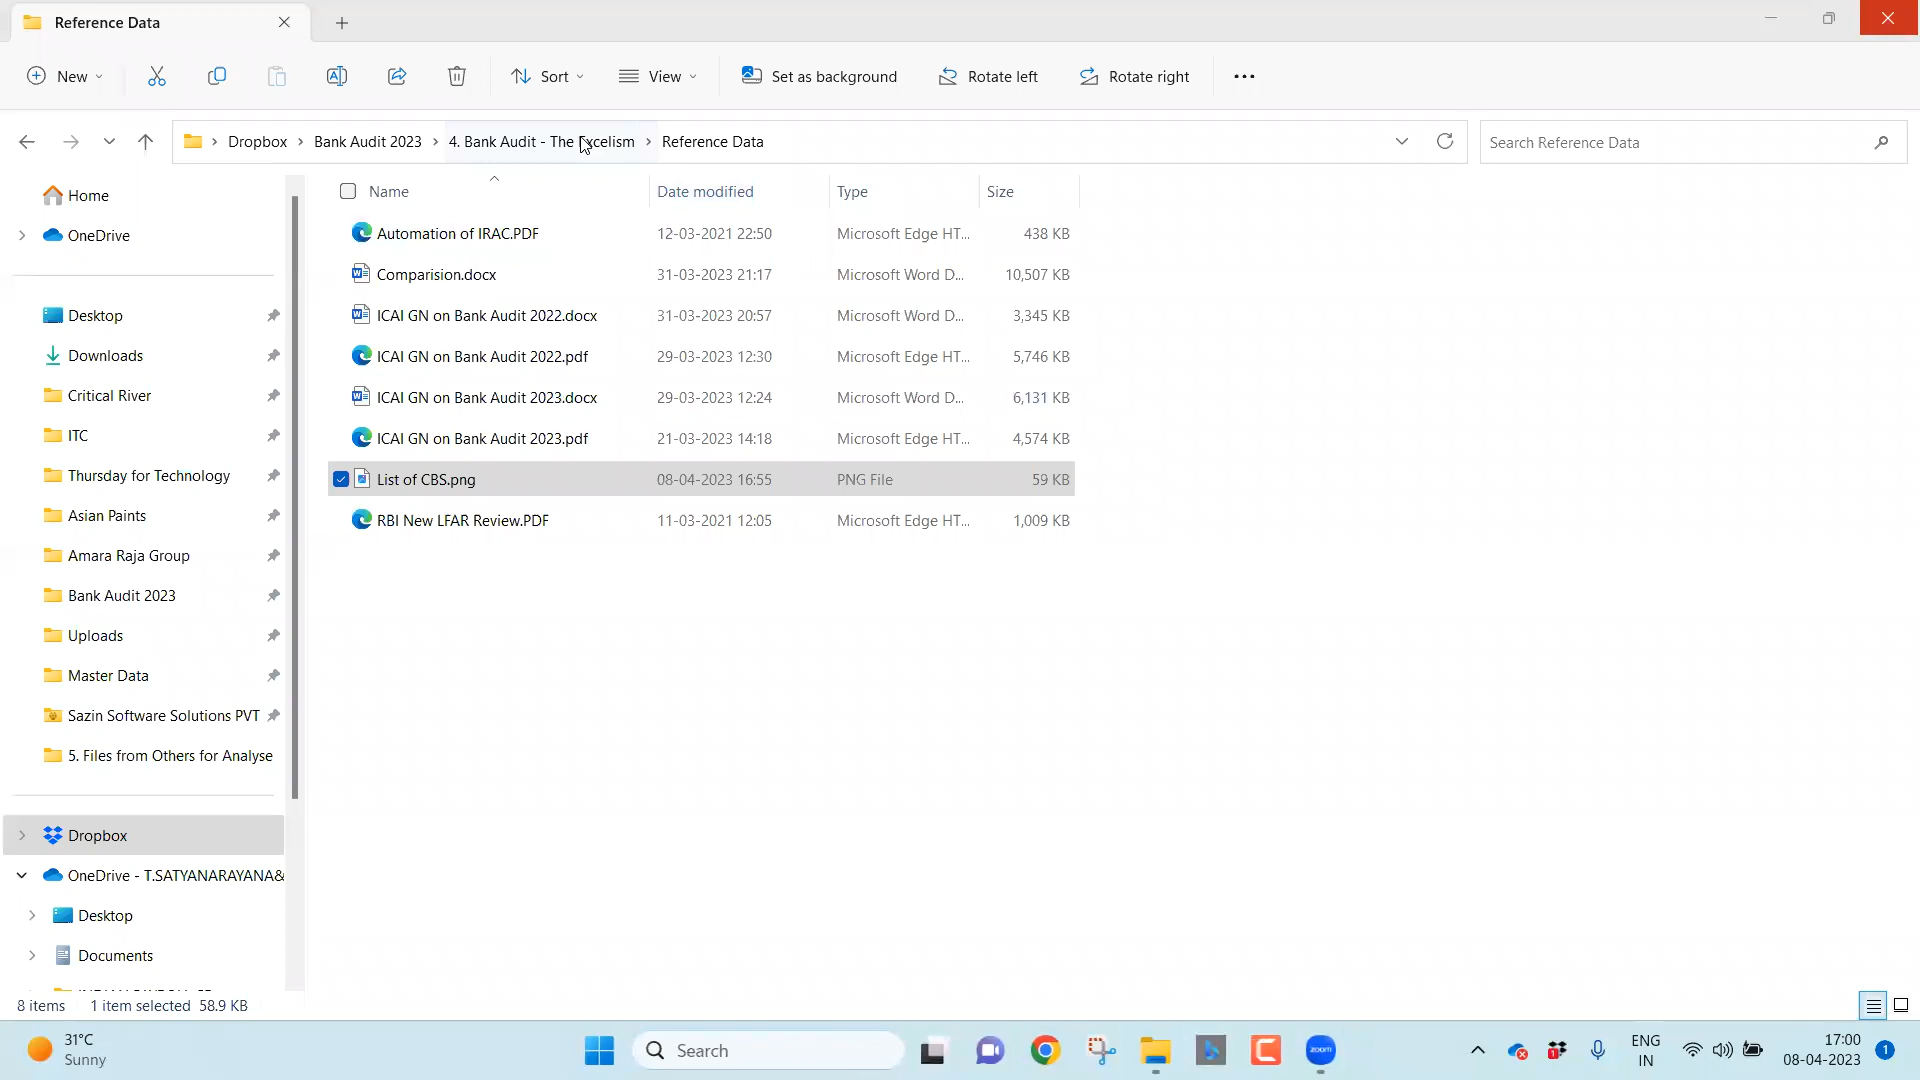 Reference Data
New
Sort
View
Set as background
Rotate left
Rotate right
Dropbox > Bank Audit 2023 > 4. Bank Audit - The Excelism > Reference Data
Search Reference Data
Home
OneDrive
Desktop
Downloads
Critical River
ITC
Thursday for Technology
Asian Paints
Amara Raja Group
Bank Audit 2023
Uploads
Master Data
Sazin Software Solutions PVT
5. Files from Others for Analyse
Dropbox
OneDrive - T.SATYANARAYANA&
Desktop
Documents
Name Date modified Type Size
Automation of IRAC.PDF 12-03-2021 22:50 Microsoft Edge HT... 438 KB
Comparision.docx 31-03-2023 21:17 Microsoft Word D... 10,507 KB
ICAI GN on Bank Audit 2022.docx 31-03-2023 20:57 Microsoft Word D... 3,345 KB
ICAI GN on Bank Audit 2022.pdf 29-03-2023 12:30 Microsoft Edge HT... 5,746 KB
ICAI GN on Bank Audit 2023.docx 29-03-2023 12:24 Microsoft Word D... 6,131 KB
ICAI GN on Bank Audit 2023.pdf 21-03-2023 14:18 Microsoft Edge HT... 4,574 KB
List of CBS.png 08-04-2023 16:55 PNG File 59 KB
RBI New LFAR Review.PDF 11-03-2021 12:05 Microsoft Edge HT... 1,009 KB
8 items 1 item selected 58.9 KB
31°C
Sunny
Search
zoom
1
ENG
IN
17:00
08-04-2023
1